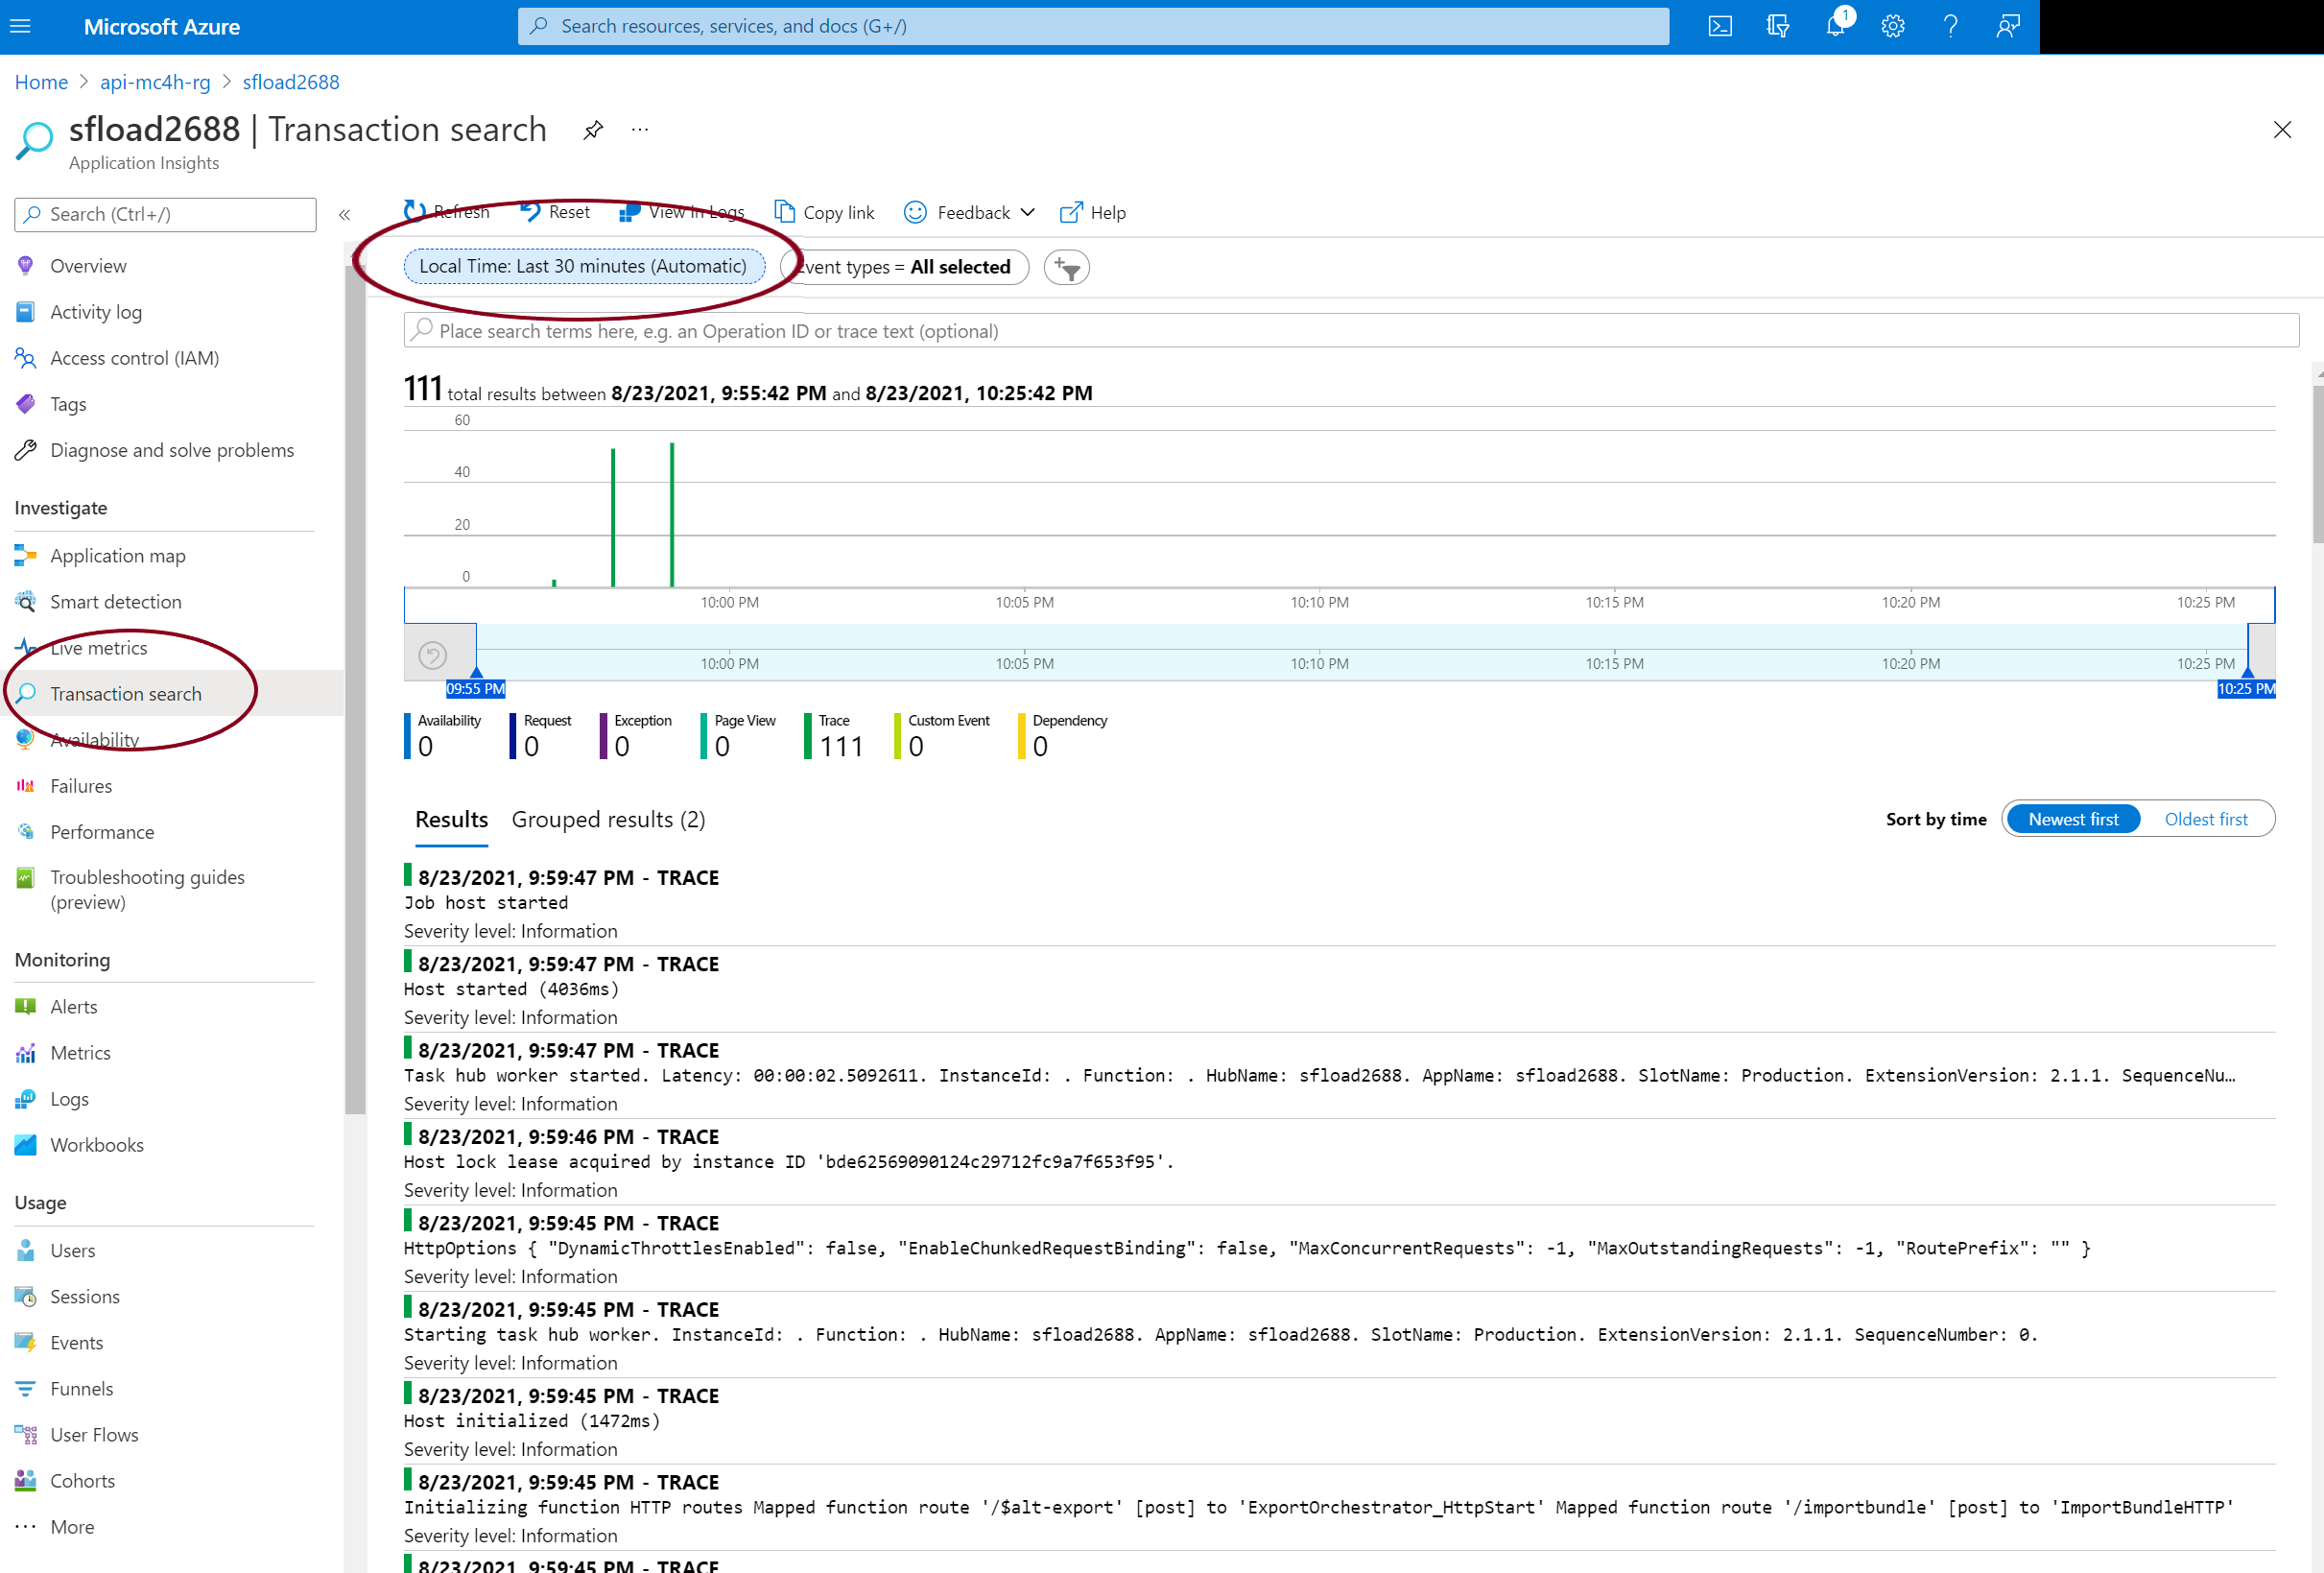 Microsoft Azure
Search resources, services, and docs (G+/)
1
Home > api-mc4h-rg > sfload2688
sfload2688 | Transaction search
Application Insights
Search (Ctrl+/)
«
Refresh
Reset
View in Logs
Copy link
Feedback
Help
Local Time: Last 30 minutes (Automatic)
Event types = All selected
Place search terms here, e.g. an Operation ID or trace text (optional)
Overview
Activity log
Access control (IAM)
Tags
Diagnose and solve problems
Investigate
Application map
Smart detection
Live metrics
Transaction search
Availability
Failures
Performance
Troubleshooting guides
(preview)
Monitoring
Alerts
Metrics
Logs
Workbooks
Usage
Users
Sessions
Events
Funnels
User Flows
Cohorts
More
111 total results between 8/23/2021, 9:55:42 PM and 8/23/2021, 10:25:42 PM
60
40
20
0
10:00 PM 10:05 PM 10:10 PM 10:15 PM 10:20 PM 10:25 PM
10:00 PM 10:05 PM 10:10 PM 10:15 PM 10:20 PM 10:25 PM
09:55 PM 10:25 PM
Availability Request Exception Page View Trace Custom Event Dependency
0 0 0 0 111 0 0
Results Grouped results (2)
Sort by time Newest first Oldest first
8/23/2021, 9:59:47 PM - TRACE
Job host started
Severity level: Information
8/23/2021, 9:59:47 PM - TRACE
Host started (4036ms)
Severity level: Information
8/23/2021, 9:59:47 PM - TRACE
Task hub worker started. Latency: 00:00:02.5092611. InstanceId: . Function: . HubName: sfload2688. AppName: sfload2688. SlotName: Production. ExtensionVersion: 2.1.1. SequenceNu…
Severity level: Information
8/23/2021, 9:59:46 PM - TRACE
Host lock lease acquired by instance ID 'bde62569090124c29712fc9a7f653f95'.
Severity level: Information
8/23/2021, 9:59:45 PM - TRACE
HttpOptions { "DynamicThrottlesEnabled": false, "EnableChunkedRequestBinding": false, "MaxConcurrentRequests": -1, "MaxOutstandingRequests": -1, "RoutePrefix": "" }
Severity level: Information
8/23/2021, 9:59:45 PM - TRACE
Starting task hub worker. InstanceId: . Function: . HubName: sfload2688. AppName: sfload2688. SlotName: Production. ExtensionVersion: 2.1.1. SequenceNumber: 0.
Severity level: Information
8/23/2021, 9:59:45 PM - TRACE
Host initialized (1472ms)
Severity level: Information
8/23/2021, 9:59:45 PM - TRACE
Initializing function HTTP routes Mapped function route '/$alt-export' [post] to 'ExportOrchestrator_HttpStart' Mapped function route '/importbundle' [post] to 'ImportBundleHTTP'
Severity level: Information
8/23/2021, 9:59:45 PM - TRACE